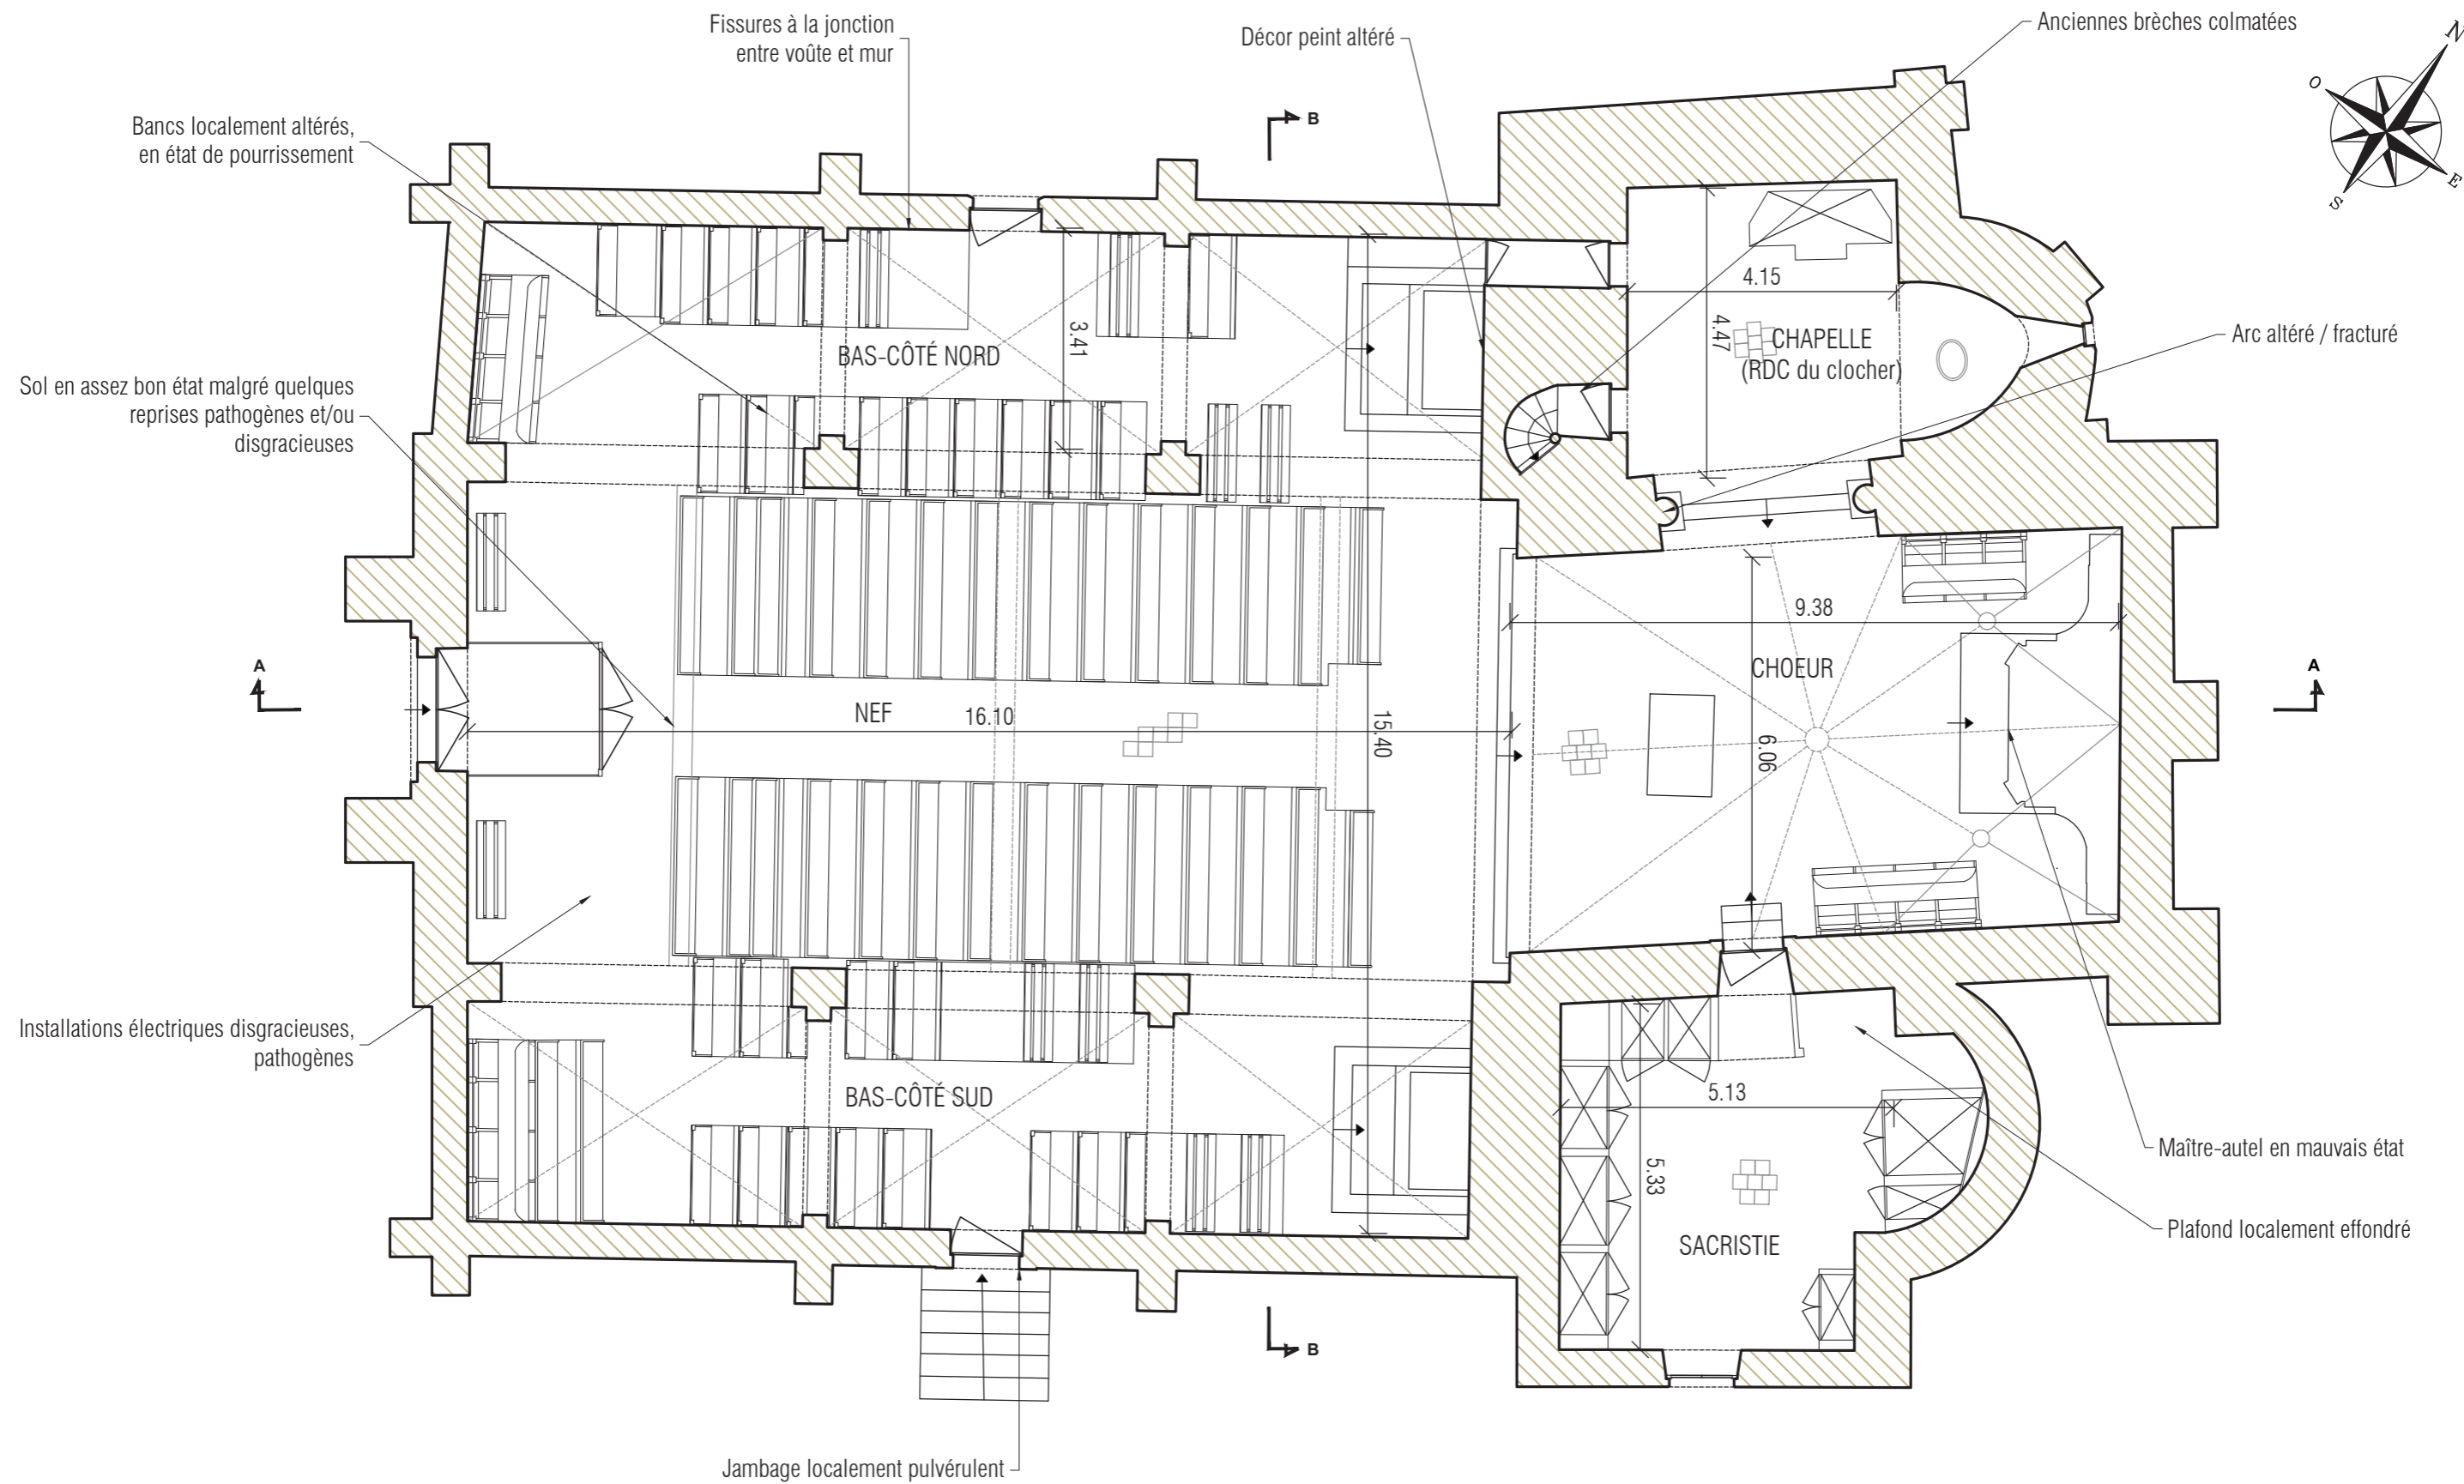 Fissures à la jonction
entre voûte et mur
Décor peint altéré
Anciennes brèches colmatées
N
O
E
S
Bancs localement altérés,
en état de pourrissement
B
Arc altéré / fracturé
4.15
4.47
CHAPELLE
(RDC du clocher)
3.41
BAS-CÔTÉ NORD
Sol en assez bon état malgré quelques
reprises pathogènes et/ou
disgracieuses
9.38
CHOEUR
A
A
NEF
16.10
15.40
6.06
Installations électriques disgracieuses,
pathogènes
BAS-CÔTÉ SUD
5.13
5.33
SACRISTIE
Maître-autel en mauvais état
Plafond localement effondré
B
Jambage localement pulvérulent